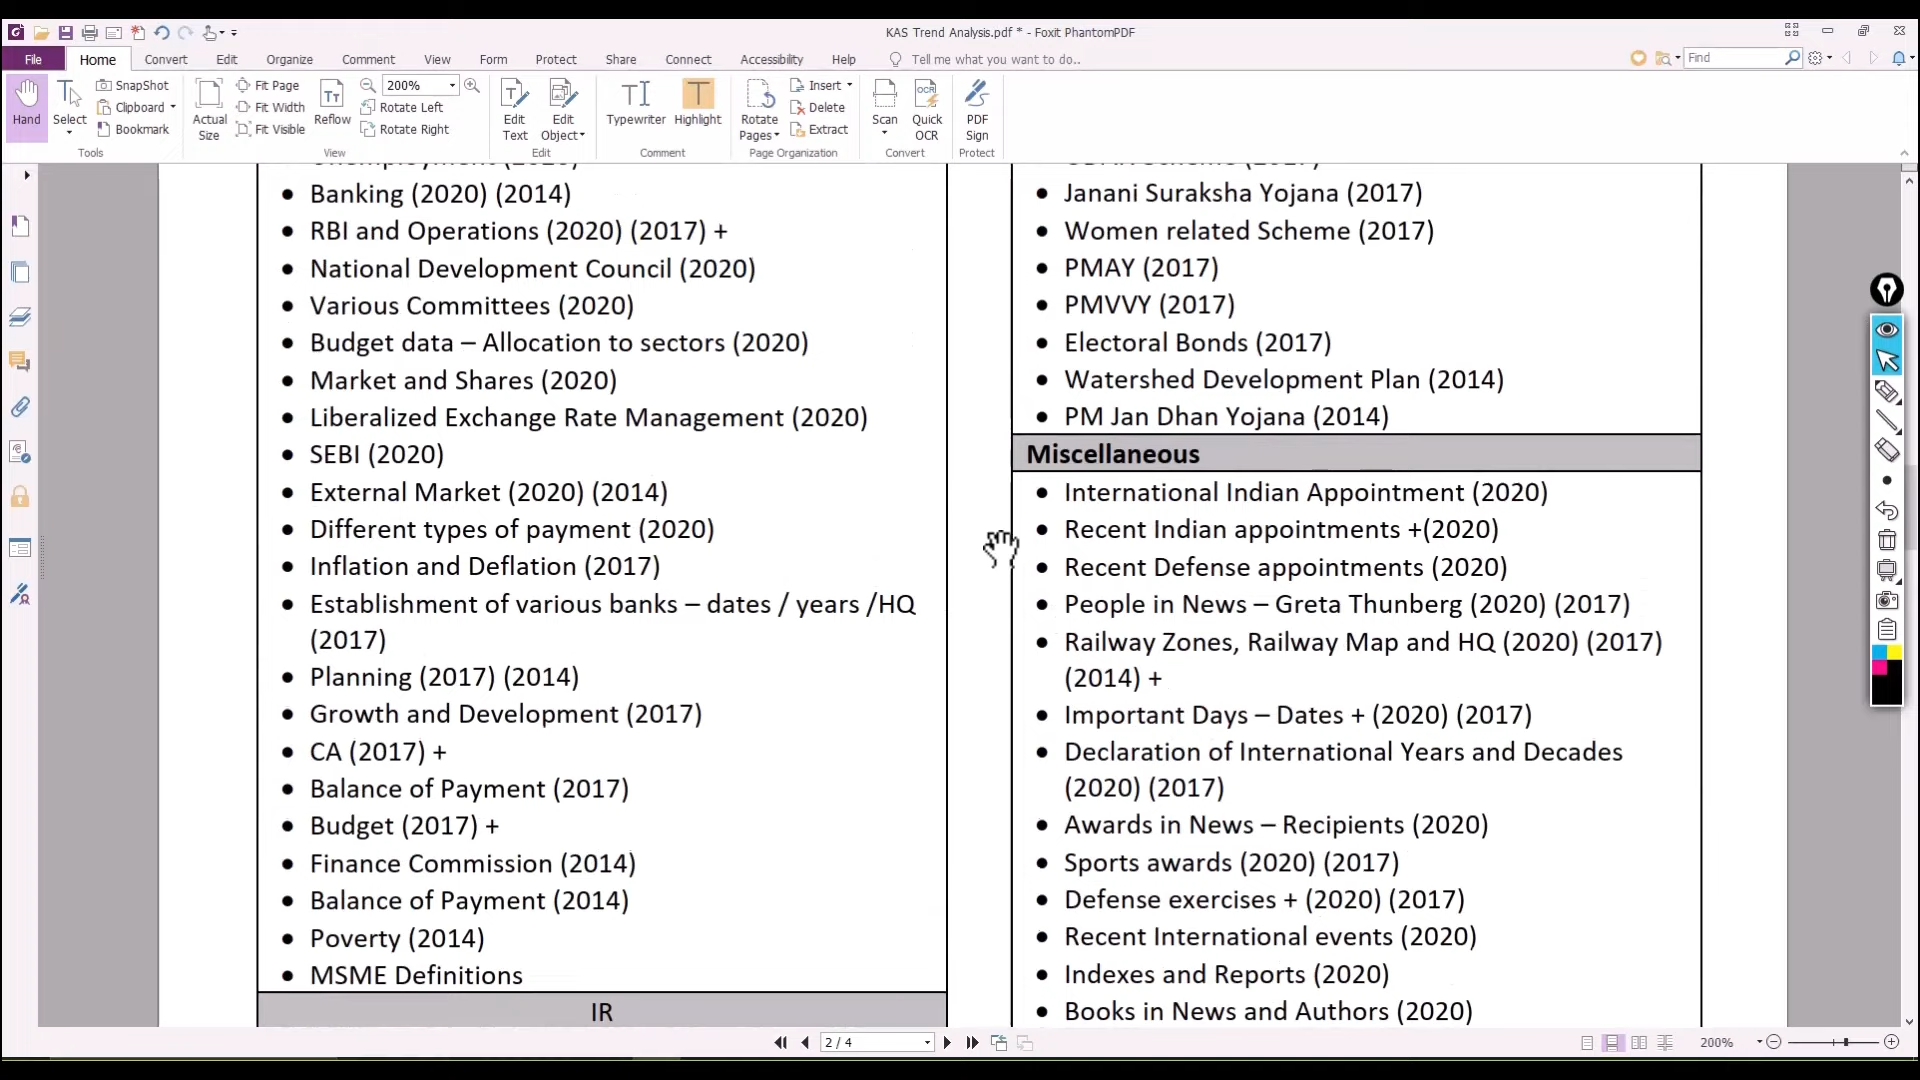 KAS Trend Analysis.pdf * - Foxit PhantomPDF
File Home Convert Edit Organize Comment View Form Protect Share Connect Accessibility Help Tell me what you want to do.. Find
Hand
Select
SnapShot
Clipboard
Bookmark
Tools
Actual Size
Fit Page
Fit Width
Fit Visible
Reflow
200%
Rotate Left
Rotate Right
View
Edit Text
Edit Object
Edit
Typewriter
Highlight
Comment
Rotate Pages
Insert
Delete
Extract
Page Organization
Scan
OCR
Quick OCR
Convert
PDF Sign
Protect
• Banking (2020) (2014)
• RBI and Operations (2020) (2017) +
• National Development Council (2020)
• Various Committees (2020)
• Budget data – Allocation to sectors (2020)
• Market and Shares (2020)
• Liberalized Exchange Rate Management (2020)
• SEBI (2020)
• External Market (2020) (2014)
• Different types of payment (2020)
• Inflation and Deflation (2017)
• Establishment of various banks – dates / years /HQ
(2017)
• Planning (2017) (2014)
• Growth and Development (2017)
• CA (2017) +
• Balance of Payment (2017)
• Budget (2017) +
• Finance Commission (2014)
• Balance of Payment (2014)
• Poverty (2014)
• MSME Definitions
IR
• Janani Suraksha Yojana (2017)
• Women related Scheme (2017)
• PMAY (2017)
• PMVVY (2017)
• Electoral Bonds (2017)
• Watershed Development Plan (2014)
• PM Jan Dhan Yojana (2014)
Miscellaneous
• International Indian Appointment (2020)
• Recent Indian appointments +(2020)
• Recent Defense appointments (2020)
• People in News – Greta Thunberg (2020) (2017)
• Railway Zones, Railway Map and HQ (2020) (2017)
(2014) +
• Important Days – Dates + (2020) (2017)
• Declaration of International Years and Decades
(2020) (2017)
• Awards in News – Recipients (2020)
• Sports awards (2020) (2017)
• Defense exercises + (2020) (2017)
• Recent International events (2020)
• Indexes and Reports (2020)
• Books in News and Authors (2020)
2 / 4
200%